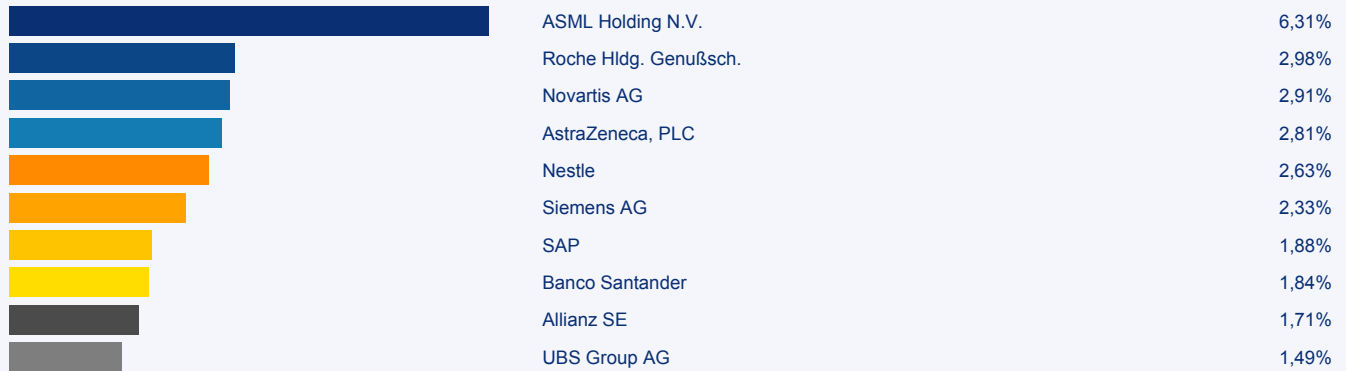 ASML Holding N.V. 6,31%
Roche Hldg. Genußsch. 2,98%
Novartis AG 2,91%
AstraZeneca, PLC 2,81%
Nestle 2,63%
Siemens AG 2,33%
SAP 1,88%
Banco Santander 1,84%
Allianz SE 1,71%
UBS Group AG 1,49%